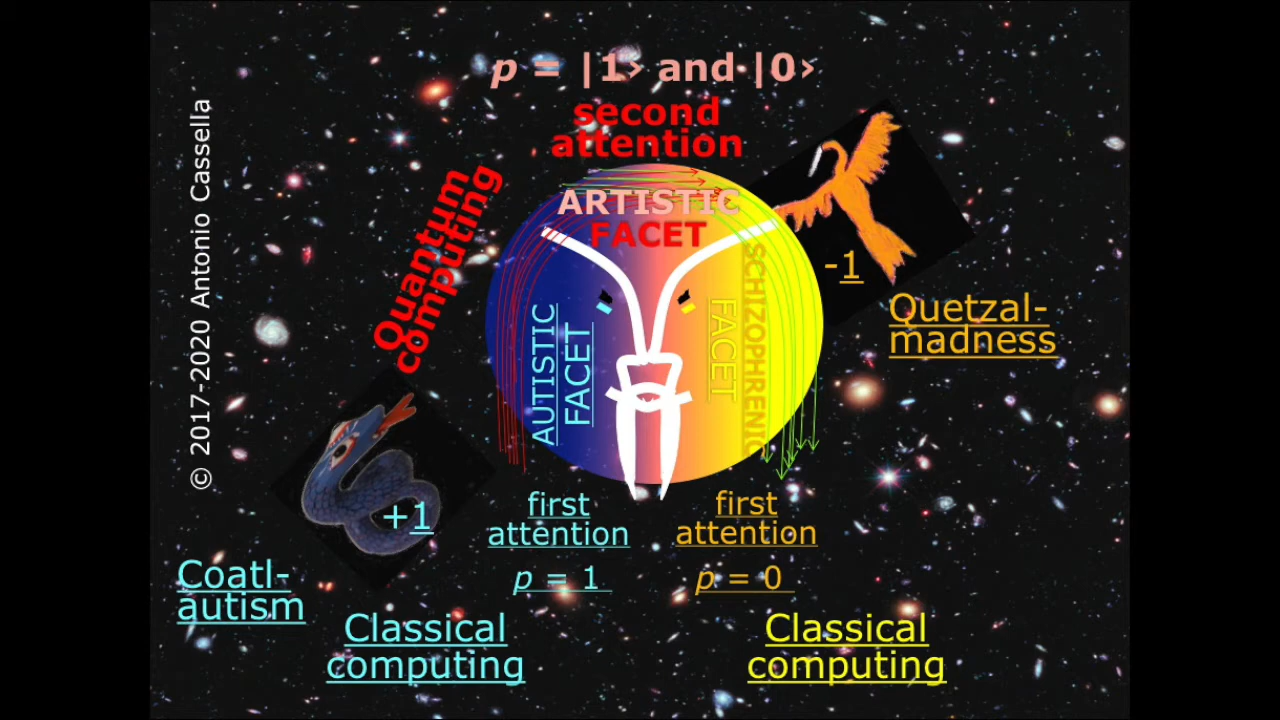 p = |1› and |0›
second
attention
© 2017-2020 Antonio Cassella
Quantum
computing
ARTISTIC
FACET
AUTISTIC
FACET
SCHIZOPHRENIC
FACET
-1
Quetzal-
madness
+1
first
attention
p = 1
first
attention
p = 0
Coatl-
autism
Classical
computing
Classical
computing